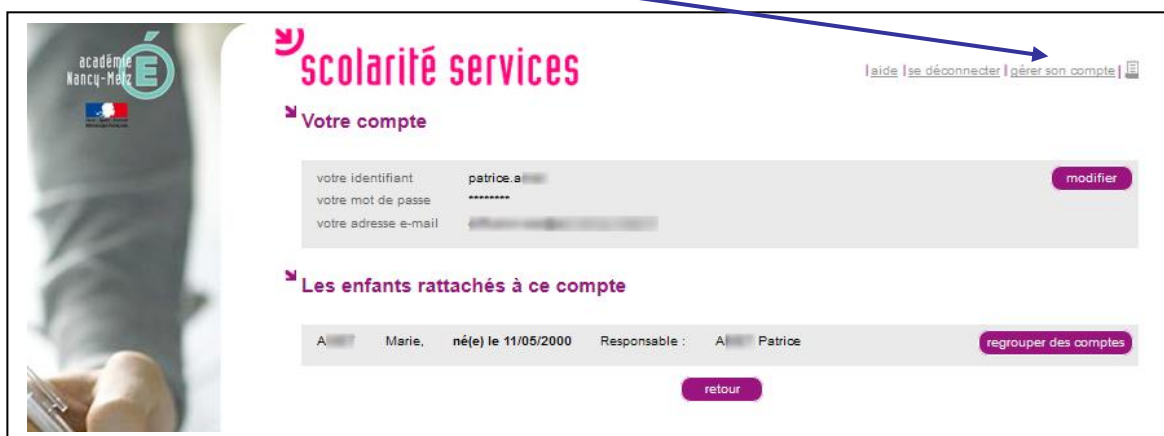 académie
Nancy-Metz
scolarité services
| aide | se déconnecter | gérer son compte |
Votre compte
votre identifiant patrice.a
modifier
votre mot de passe ********
votre adresse e-mail
Les enfants rattachés à ce compte
A Marie, né(e) le 11/05/2000 Responsable : A Patrice
regrouper des comptes
retour